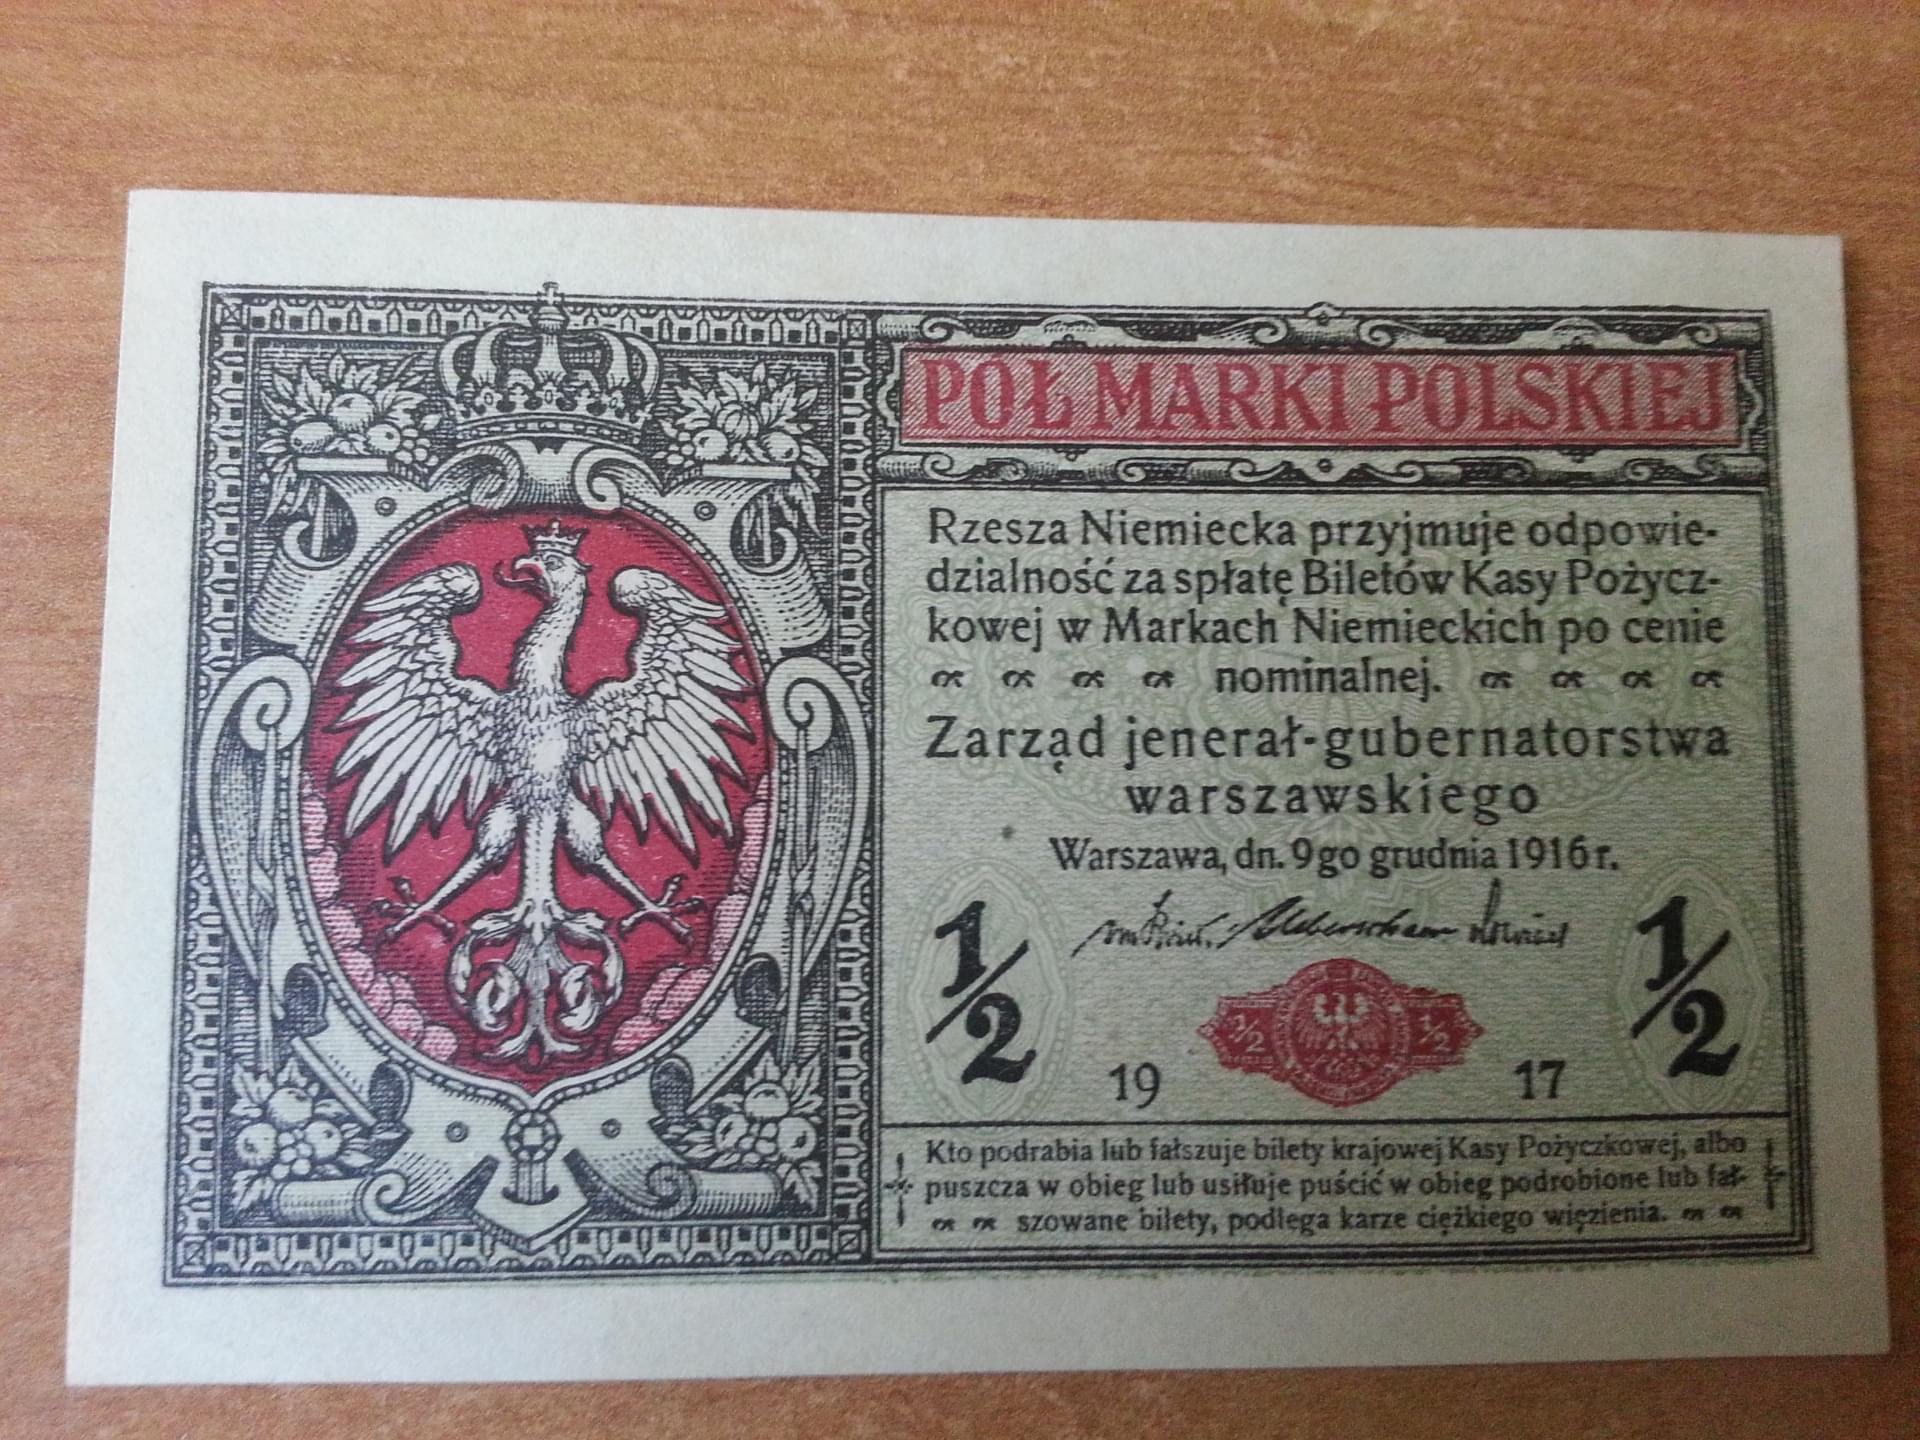 PÓŁ MARKI POLSKIEJ
Rzesza Niemiecka przyjmuje odpowie-
dzialność za spłatę Biletów Kasy Pożycz-
kowej w Markach Niemieckich po cenie
nominalnej.
Zarząd jenerał-gubernatorstwa
warszawskiego
Warszawa, dn. 9go grudnia 1916 r.
1/2 1/2
1/2 1/2
19 17
Kto podrabia lub fałszuje bilety krajowej Kasy Pożyczkowej, albo
puszcza w obieg lub usiłuje puścić w obieg podrobione lub fał-
szowane bilety, podlega karze ciężkiego więzienia.